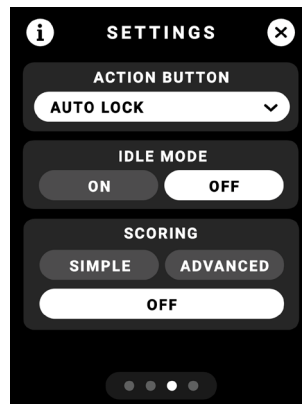 i SETTINGS X
ACTION BUTTON
AUTO LOCK
IDLE MODE
ON OFF
SCORING
SIMPLE ADVANCED
OFF